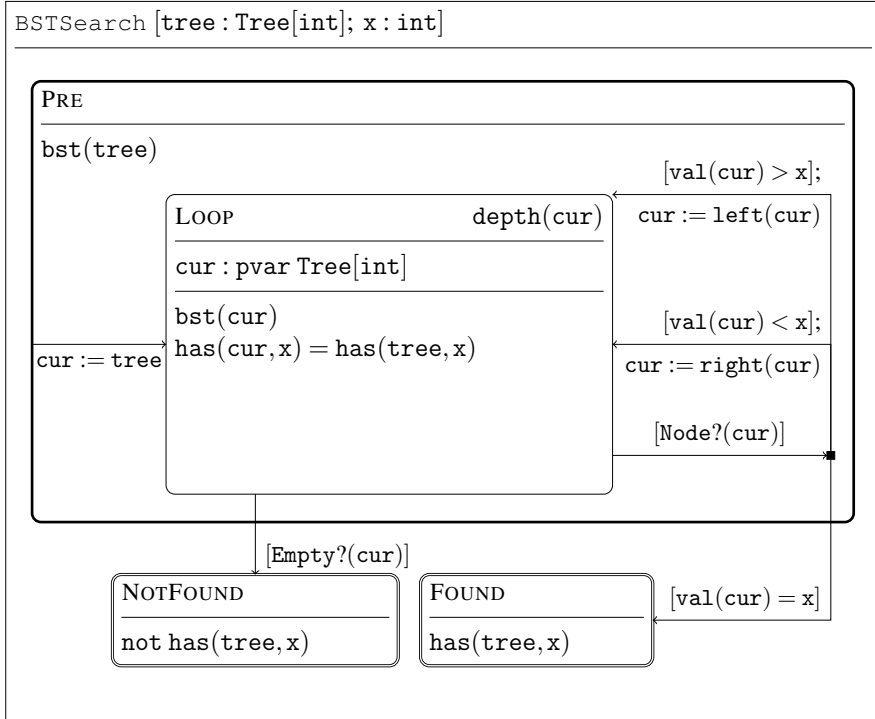 BSTSearch [tree : Tree[int]; x : int]
PRE
bst(tree)
[val(cur) > x];
cur := left(cur)
LOOP depth(cur)
cur : pvar Tree[int]
bst(cur)
has(cur,x) = has(tree,x)
cur := tree
[val(cur) < x];
cur := right(cur)
[Node?(cur)]
[Empty?(cur)]
NOTFOUND
not has(tree,x)
FOUND
has(tree,x)
[val(cur) = x]